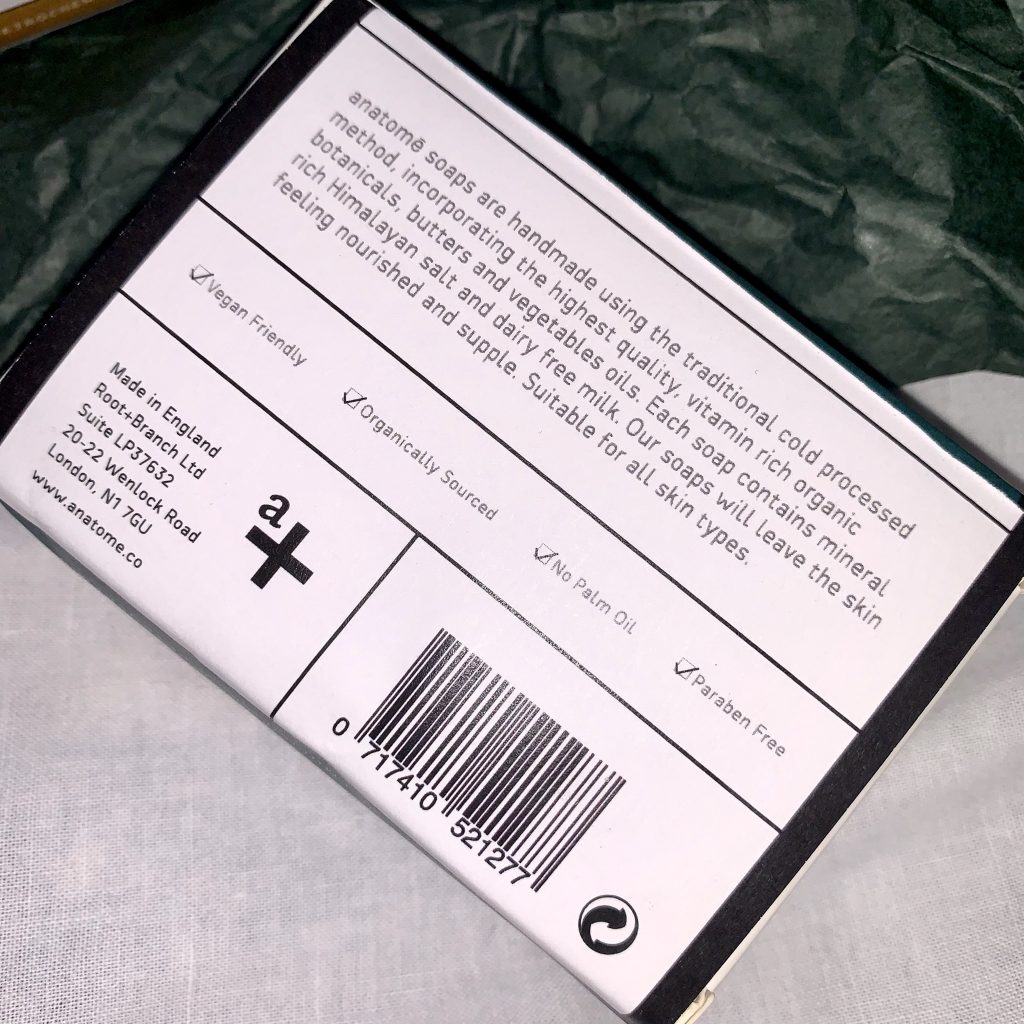 anatomē soaps are handmade using the traditional cold processed
method, incorporating the highest quality, vitamin rich organic
botanicals, butters and vegetables oils. Each soap contains mineral
rich Himalayan salt and dairy free milk. Our soaps will leave the skin
feeling nourished and supple. Suitable for all skin types.
Vegan Friendly
Organically Sourced
No Palm Oil
Paraben Free
Made in England
Root+Branch Ltd
Suite LP37632
20-22 Wenlock Road
London, N1 7GU
www.anatome.co
a+
0 717410 521277